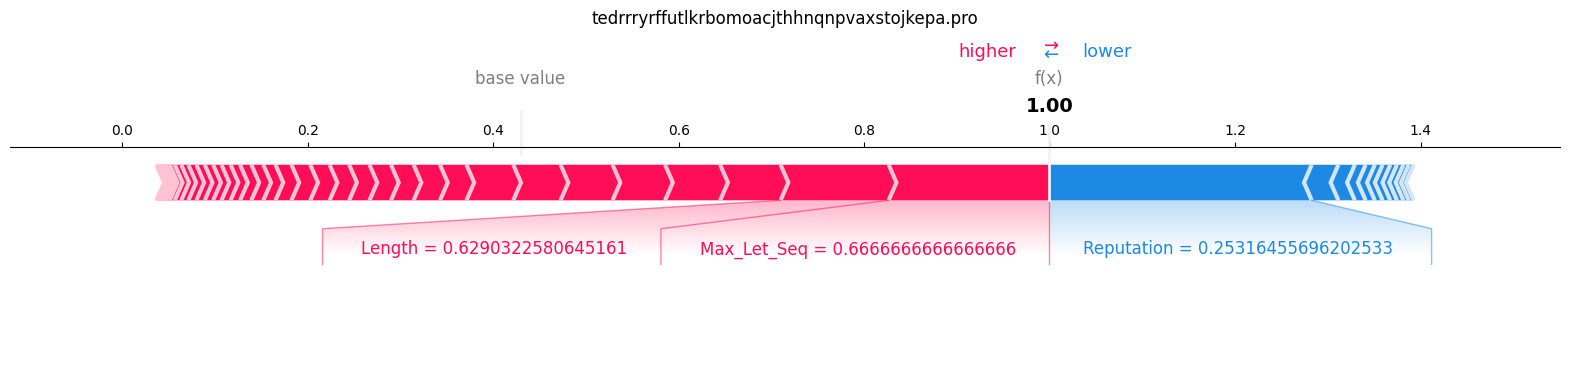 tedrrryrffutlkrbomoacjthhnqnpvaxstojkepa.pro
higher ⇄ lower
base value f(x)
1.00
0.0 0.2 0.4 0.6 0.8 1.0 1.2 1.4
Length = 0.6290322580645161 Max_Let_Seq = 0.6666666666666666 Reputation = 0.25316455696202533